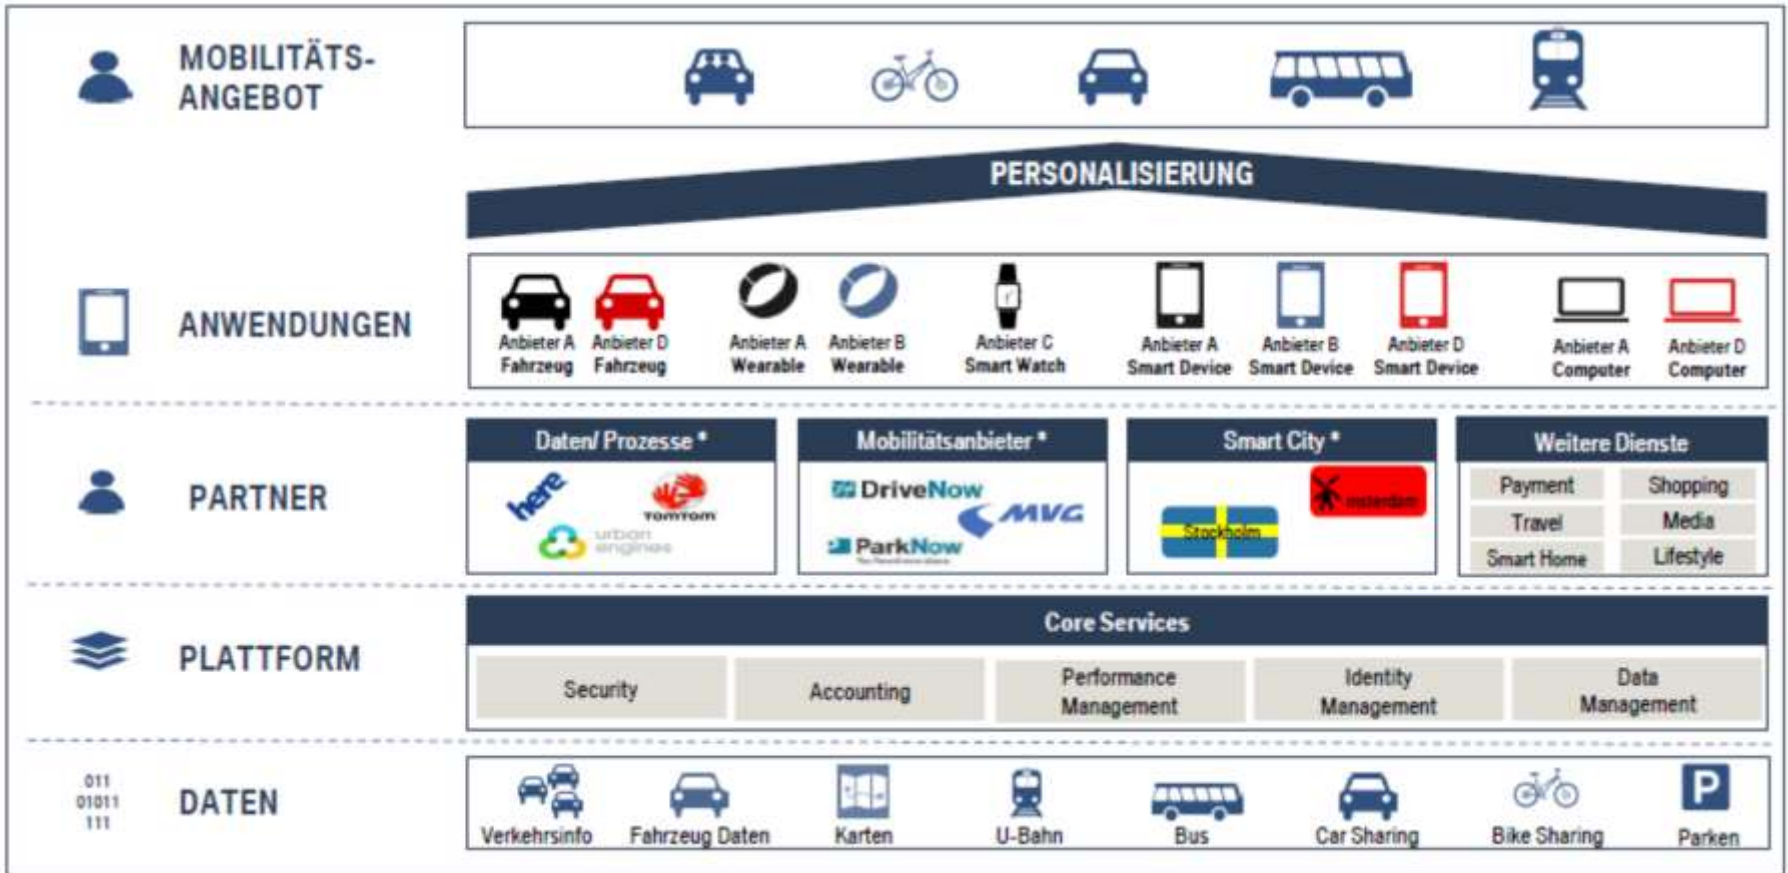 MOBILITÄTS-
ANGEBOT
PERSONALISIERUNG
ANWENDUNGEN
Anbieter A
Fahrzeug
Anbieter D
Fahrzeug
Anbieter A
Wearable
Anbieter B
Wearable
Anbieter C
Smart Watch
Anbieter A
Smart Device
Anbieter B
Smart Device
Anbieter D
Smart Device
Anbieter A
Computer
Anbieter D
Computer
PARTNER
Daten/ Prozesse *
here
TOMTOM
urban
engines
Mobilitätsanbieter *
DriveNow
MVG
ParkNow
Smart City *
Stockholm
Weitere Dienste
Payment
Shopping
Travel
Media
Smart Home
Lifestyle
PLATTFORM
Core Services
Security
Accounting
Performance
Management
Identity
Management
Data
Management
011
01011
111
DATEN
Verkehrsinfo
Fahrzeug Daten
Karten
U-Bahn
Bus
Car Sharing
Bike Sharing
P
Parken